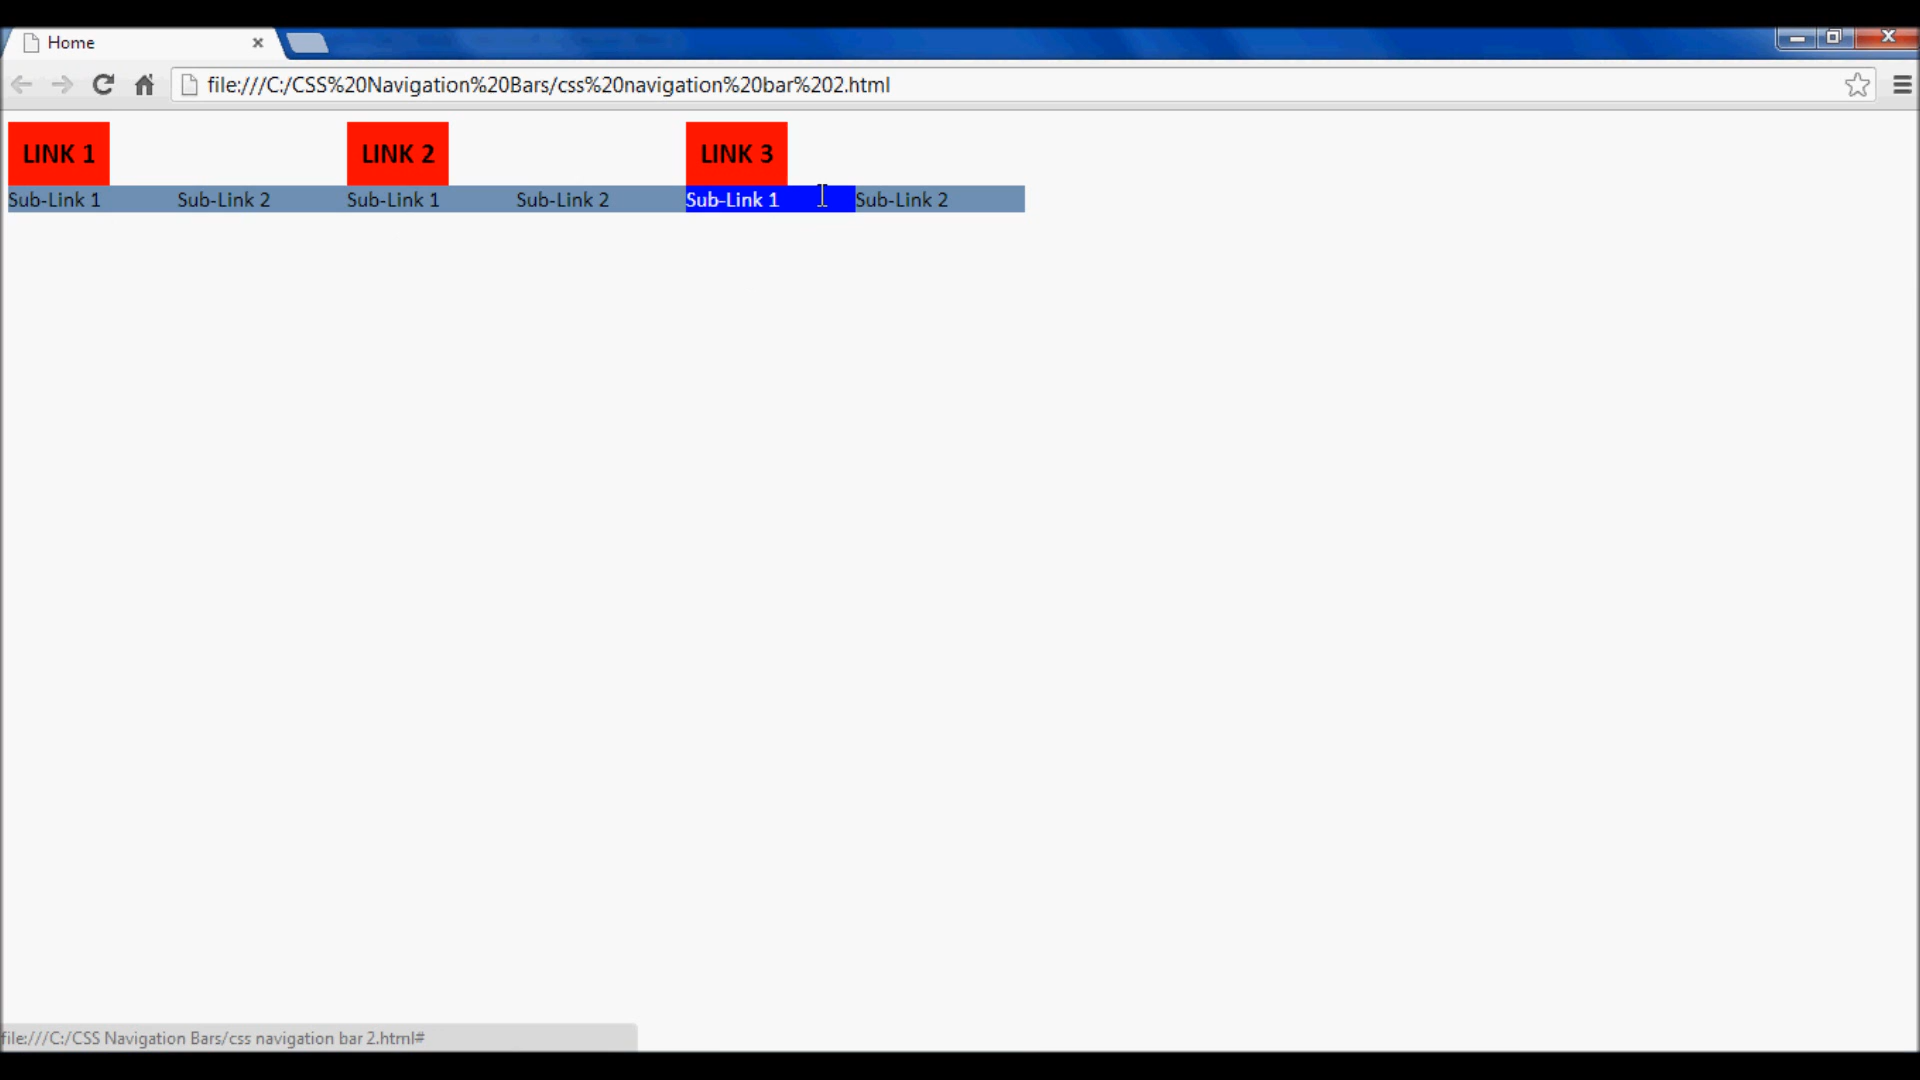 Home
file:///C:/CSS%20Navigation%20Bars/css%20navigation%20bar%202.html
LINK 1 LINK 2 LINK 3
Sub-Link 1 Sub-Link 2 Sub-Link 1 Sub-Link 2 Sub-Link 1 Sub-Link 2
file:///C:/CSS Navigation Bars/css navigation bar 2.html#